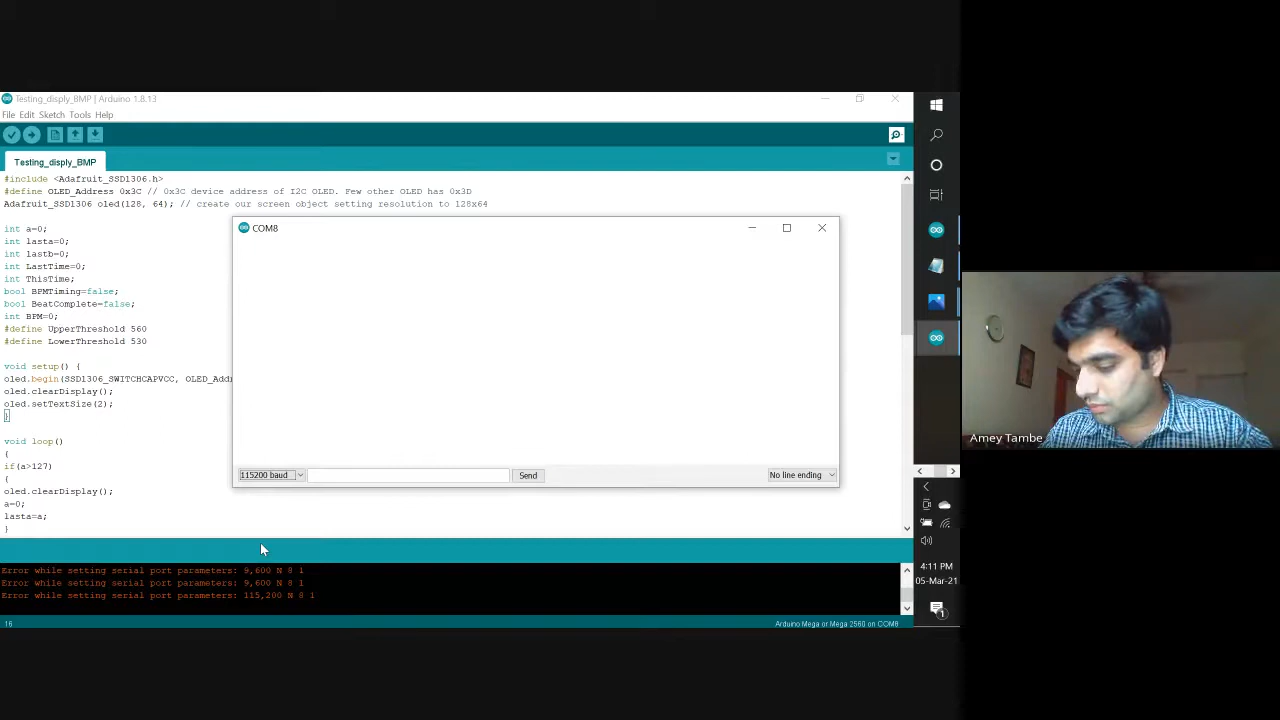 Testing_disply_BMP | Arduino 1.8.13
File Edit Sketch Tools Help
Testing_disply_BMP
#include <Adafruit_SSD1306.h>
#define OLED_Address 0x3C // 0x3C device address of I2C OLED. Few other OLED has 0x3D
Adafruit_SSD1306 oled(128, 64); // create our screen object setting resolution to 128x64
int a=0;
int lasta=0;
int lastb=0;
int LastTime=0;
int ThisTime;
bool BPMTiming=false;
bool BeatComplete=false;
int BPM=0;
#define UpperThreshold 560
#define LowerThreshold 530
void setup() {
oled.begin(SSD1306_SWITCHCAPVCC, OLED_Addr
oled.clearDisplay();
oled.setTextSize(2);
}
void loop()
{
if(a>127)
{
oled.clearDisplay();
a=0;
lasta=a;
}
COM8
115200 baud
Send
No line ending
Error while setting serial port parameters: 9,600 N 8 1
Error while setting serial port parameters: 9,600 N 8 1
Error while setting serial port parameters: 115,200 N 8 1
16
Arduino Mega or Mega 2560 on COM8
4:11 PM
05-Mar-21
1
Amey Tambe